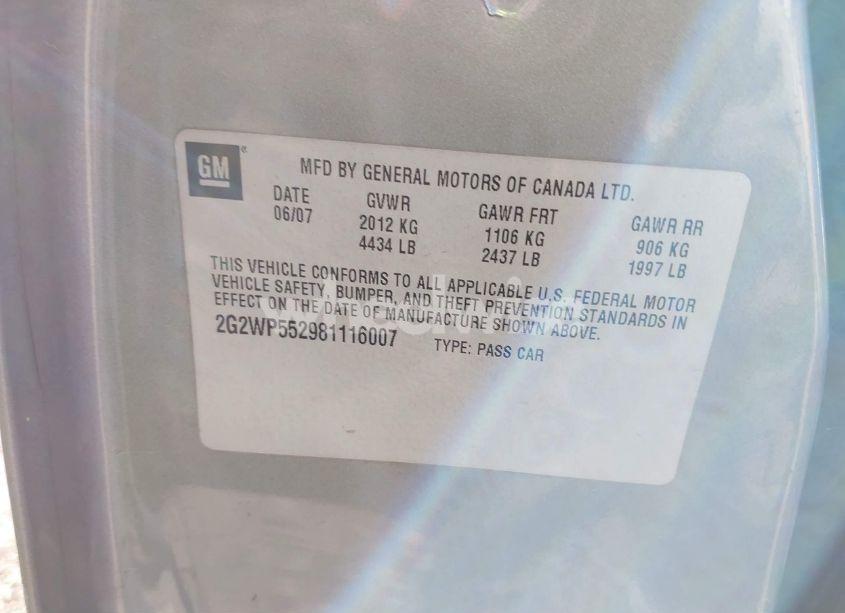 GM
MFD BY GENERAL MOTORS OF CANADA LTD.
DATE GVWR GAWR FRT GAWR RR
06/07 2012 KG 1106 KG 906 KG
4434 LB 2437 LB 1997 LB
THIS VEHICLE CONFORMS TO ALL APPLICABLE U.S. FEDERAL MOTOR
VEHICLE SAFETY, BUMPER, AND THEFT PREVENTION STANDARDS IN
EFFECT ON THE DATE OF MANUFACTURE SHOWN ABOVE.
2G2WP552981116007 TYPE: PASS CAR